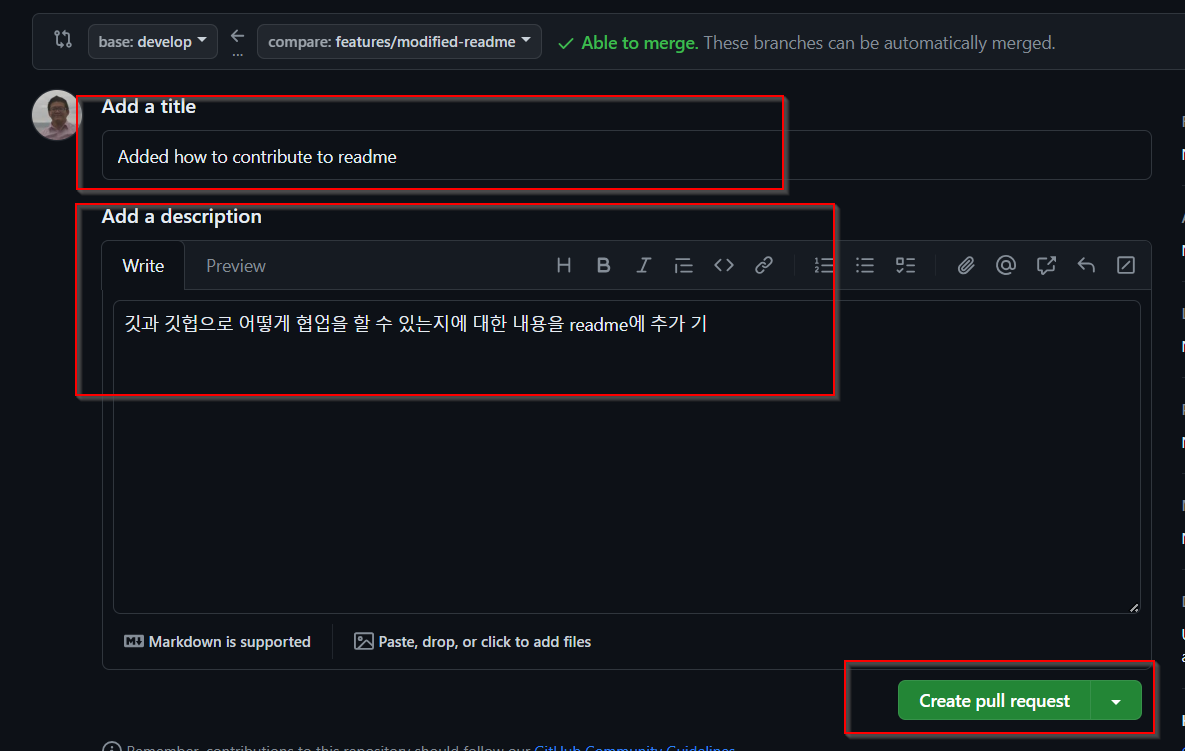 base: develop
...
compare: features/modified-readme
Able to merge. These branches can be automatically merged.
Add a title
Added how to contribute to readme
Add a description
Write
Preview
깃과 깃헙으로 어떻게 협업을 할 수 있는지에 대한 내용을 readme에 추가 기
Markdown is supported
Paste, drop, or click to add files
Create pull request
Remember, contributions to this repository should follow our GitHub Community Guidelines.